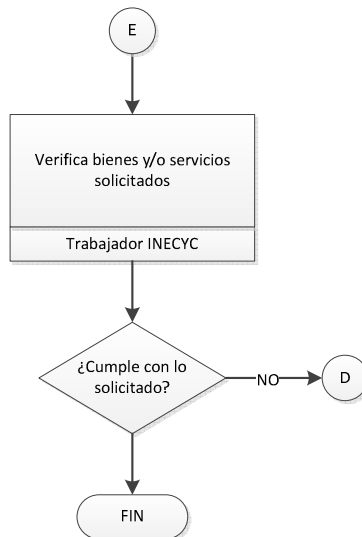 E
Verifica bienes y/o servicios
solicitados
Trabajador INECYC
¿Cumple con lo
solicitado?
NO
D
FIN